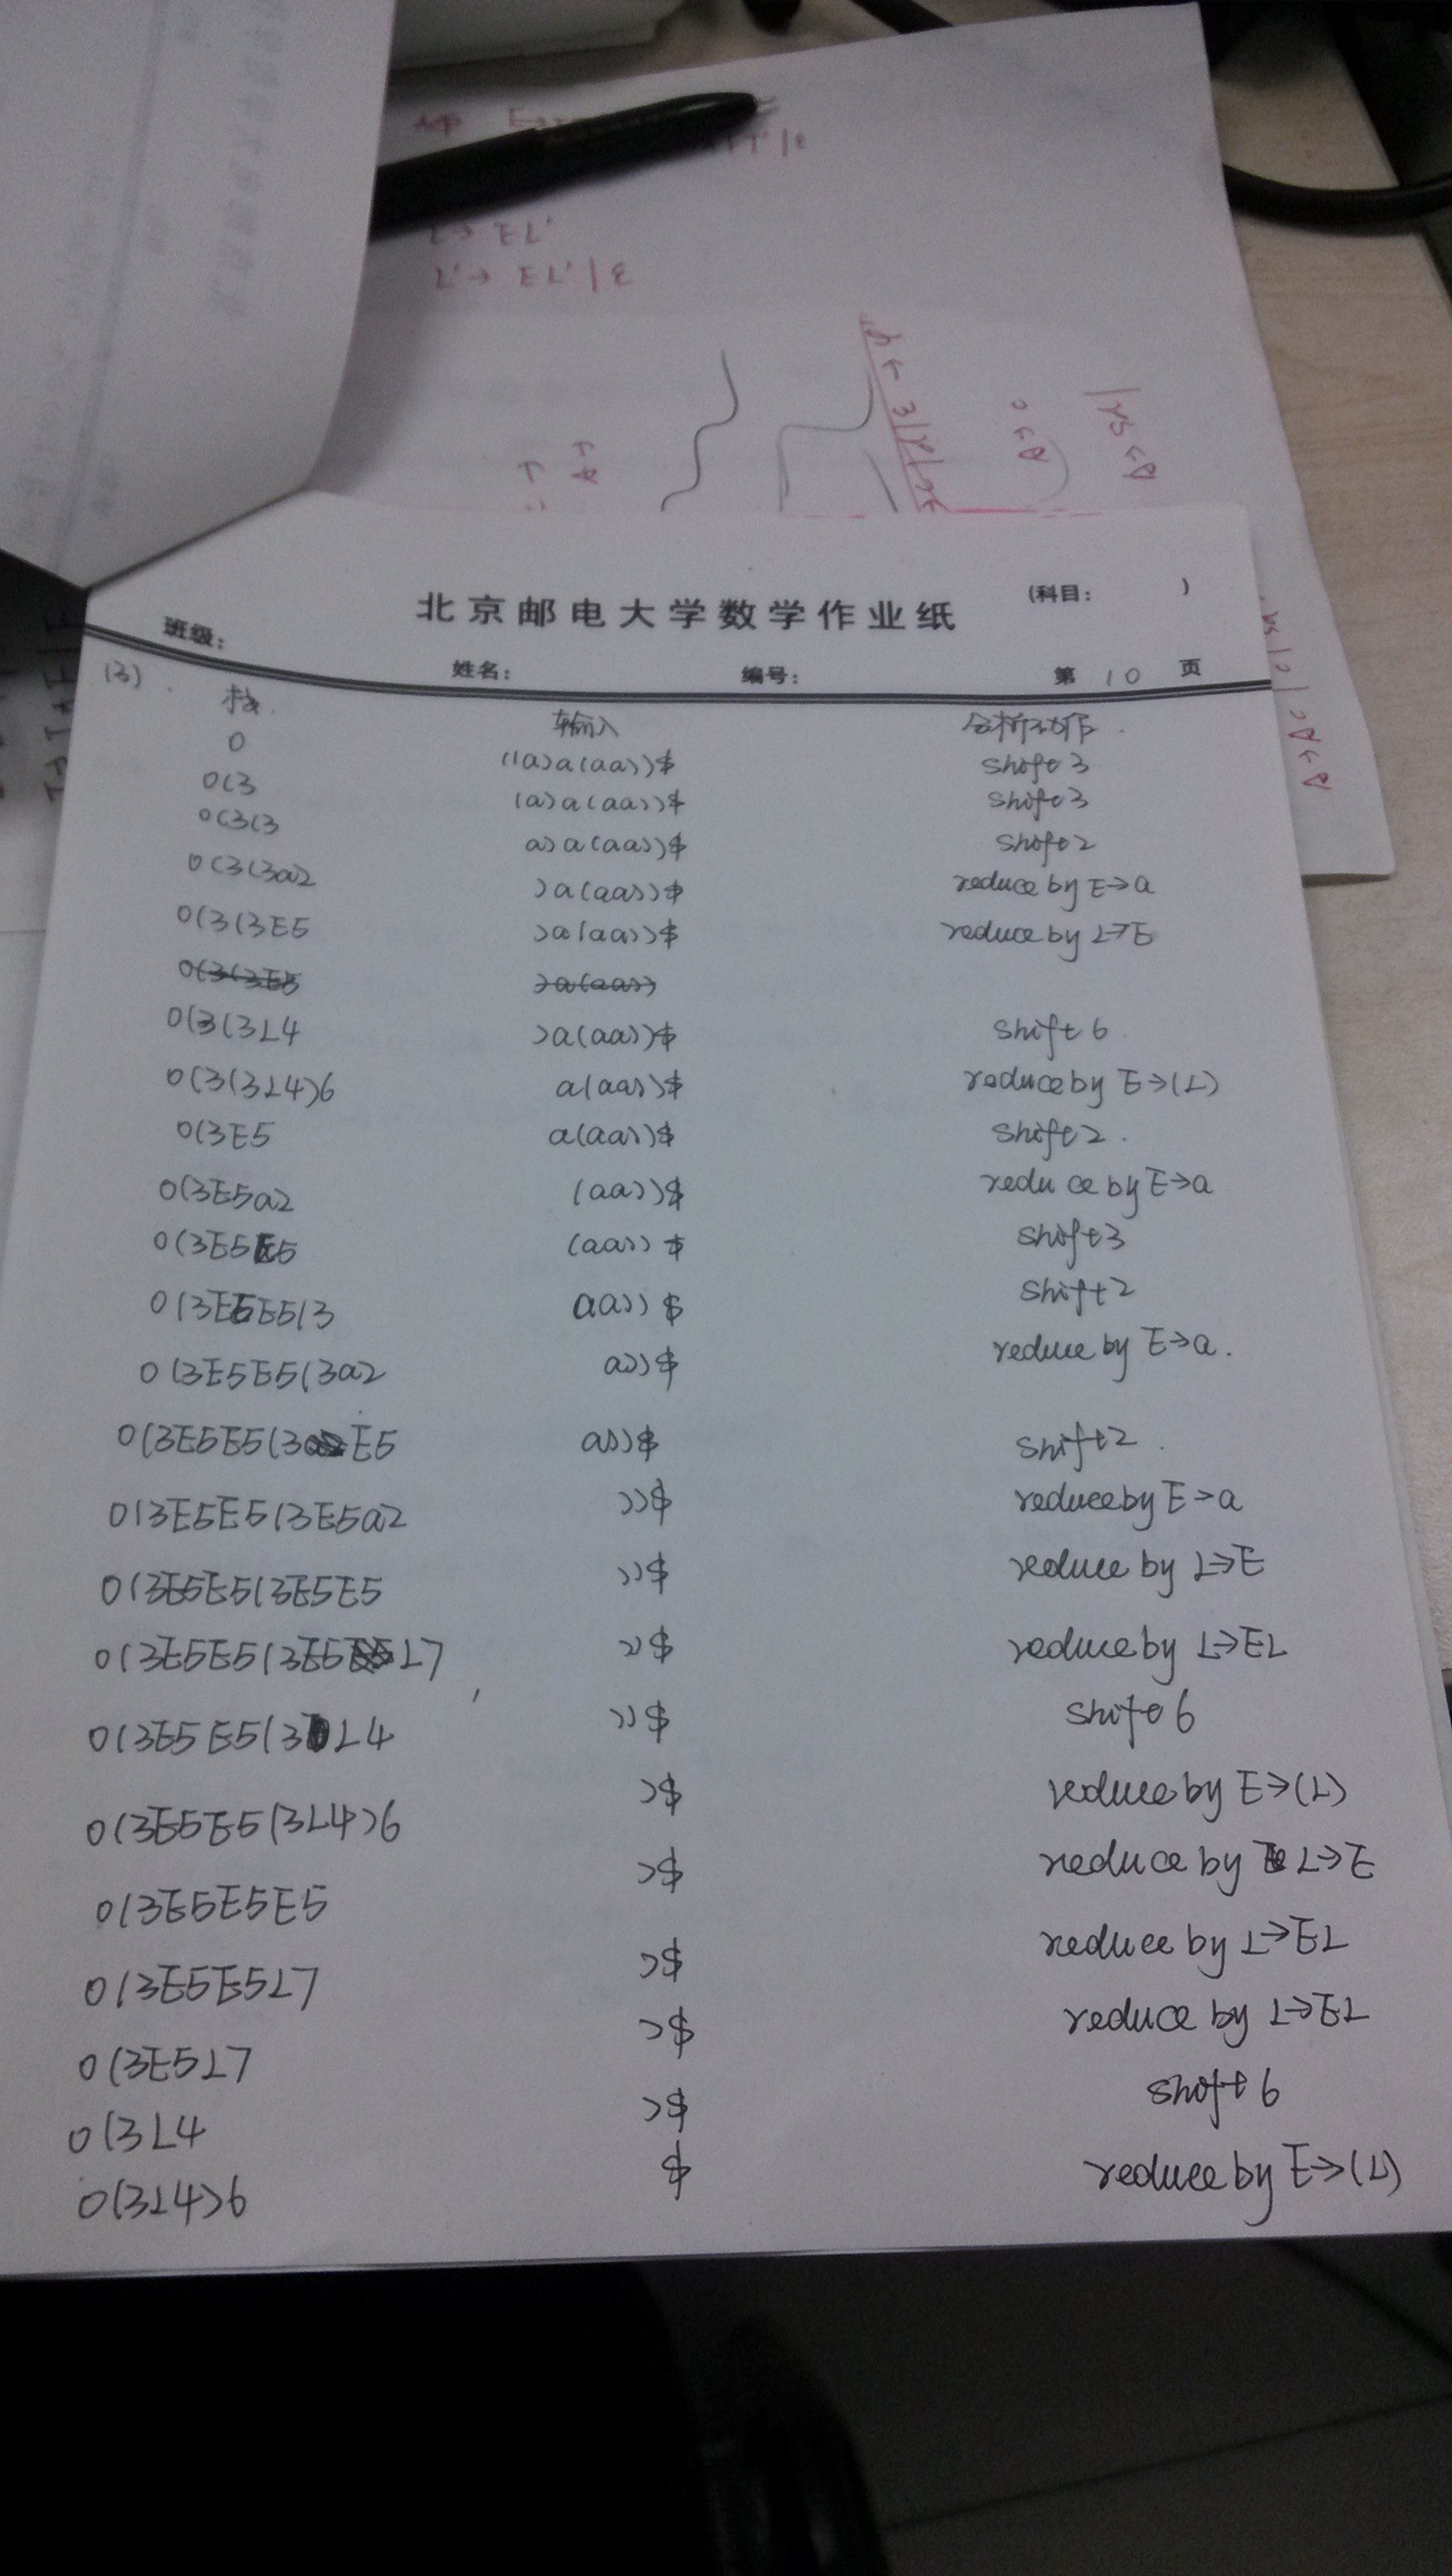 L → EL'
L' → EL' | ε
北京邮电大学数学作业纸
(科目: )
班级:
姓名: 编号: 第 10 页
(3) 栈 输入 分析动作
0 ((a)a(aa))$ shift 3
0(3 (a)a(aa))$ shift 3
0(3(3 a)a(aa))$ shift 2
0(3(3a2 )a(aa))$ reduce by E→a
0(3(3E5 )a(aa))$ reduce by L→E
0(3(3E5 )a(aa))
0(3(3L4 )a(aa))$ shift 6
0(3(3L4)6 a(aa))$ reduce by E→(L)
0(3E5 a(aa))$ shift 2.
0(3E5a2 (aa))$ reduce by E→a
0(3E5E5 (aa))$ shift 3
0(3E5E5(3 aa))$ shift 2
0(3E5E5(3a2 a))$ reduce by E→a.
0(3E5E5(3E5 a))$ shift 2.
0(3E5E5(3E5a2 ))$ reduce by E→a
0(3E5E5(3E5E5 ))$ reduce by L→E
0(3E5E5(3E5L7 ))$ reduce by L→EL
0(3E5E5(3L4 ))$ shift 6
0(3E5E5(3L4)6 )$ reduce by E→(L)
0(3E5E5E5 )$ reduce by L→E
0(3E5E5L7 )$ reduce by L→EL
0(3E5L7 )$ reduce by L→EL
0(3L4 )$ shift 6
0(3L4)6 $ reduce by E→(L)